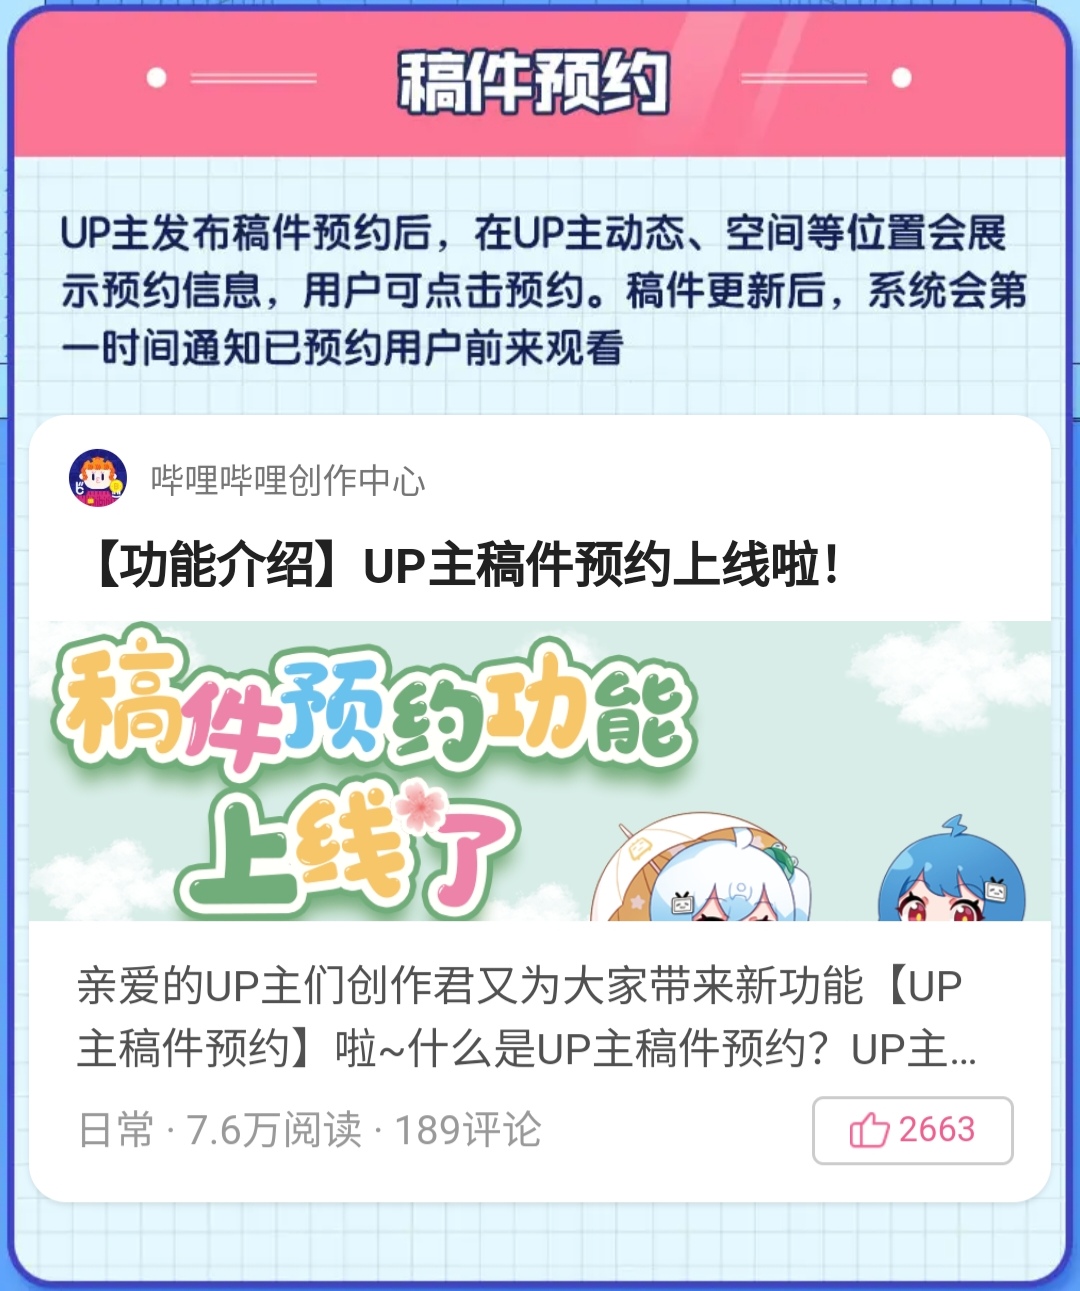 稿件预约
UP主发布稿件预约后，在UP主动态、空间等位置会展
示预约信息，用户可点击预约。稿件更新后，系统会第
一时间通知已预约用户前来观看
哔哩哔哩创作中心
【功能介绍】UP主稿件预约上线啦！
稿件预约功能
上线了
亲爱的UP主们创作君又为大家带来新功能【UP
主稿件预约】啦~什么是UP主稿件预约？UP主...
日常 · 7.6万阅读 · 189评论
2663